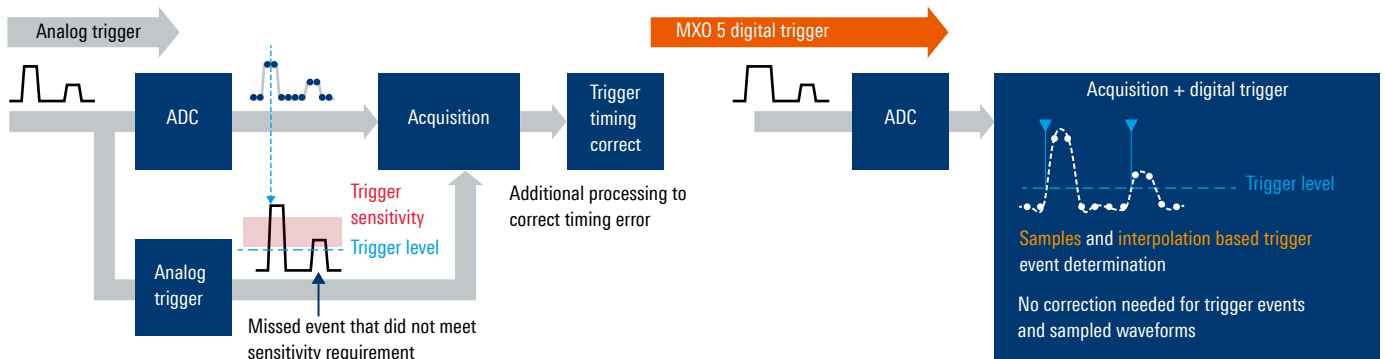 Analog trigger
ADC
Acquisition
Trigger
timing
correct
Trigger
sensitivity
Trigger level
Additional processing to
correct timing error
Analog
trigger
Missed event that did not meet
sensitivity requirement
MXO 5 digital trigger
ADC
Acquisition + digital trigger
Trigger level
Samples and interpolation based trigger
event determination
No correction needed for trigger events
and sampled waveforms